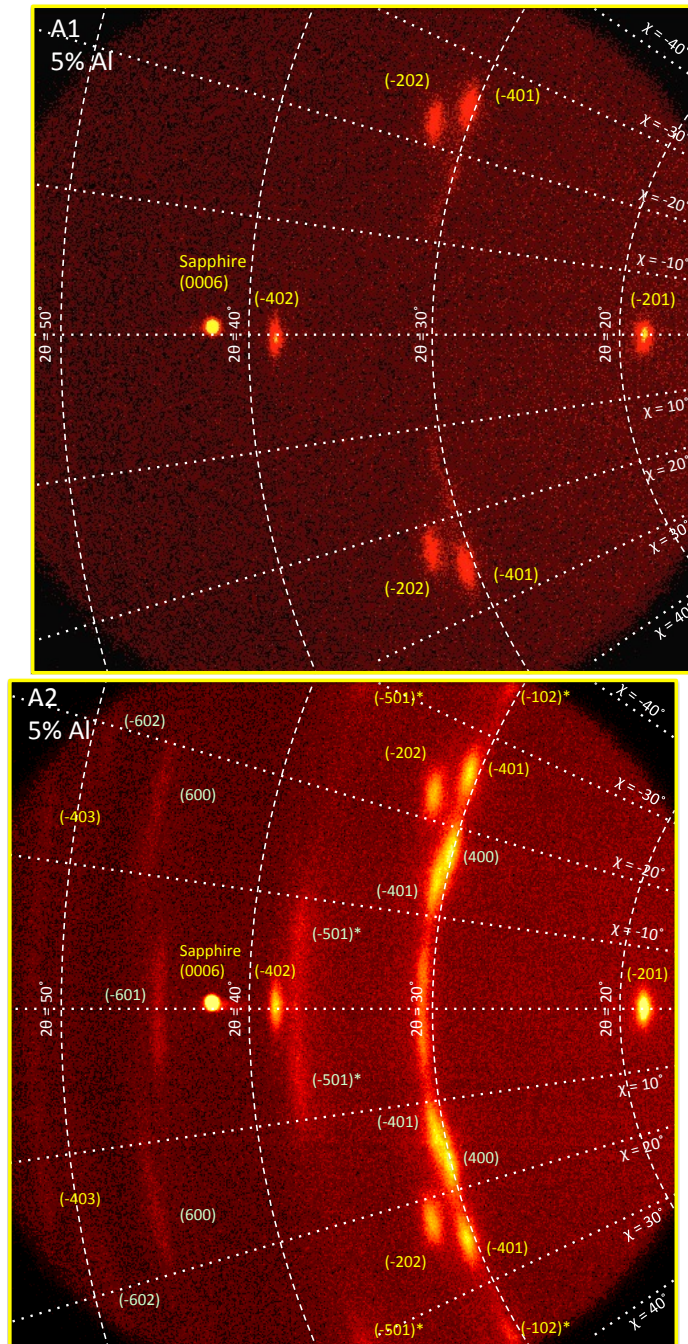 A1
5% Al
χ = -40˚
(-202)
(-401)
χ = -30˚
χ = -20˚
χ = -10˚
Sapphire
(0006)
(-402)
(-201)
2θ = 50˚
2θ = 40˚
2θ = 30˚
2θ = 20˚
χ = 10˚
χ = 20˚
χ = 30˚
(-202)
(-401)
χ = 40˚
A2
5% Al
(-602)
(-501)*
(-102)*
χ = -40˚
(-202)
(-401)
(600)
χ = -30˚
(-403)
(400)
χ = -20˚
(-401)
(-501)*
χ = -10˚
Sapphire
(0006)
(-402)
(-201)
(-601)
2θ = 50˚
2θ = 40˚
2θ = 30˚
2θ = 20˚
(-501)*
χ = 10˚
(-401)
(400)
χ = 20˚
(-403)
(600)
χ = 30˚
(-202)
(-401)
(-602)
χ = 40˚
(-501)*
(-102)*